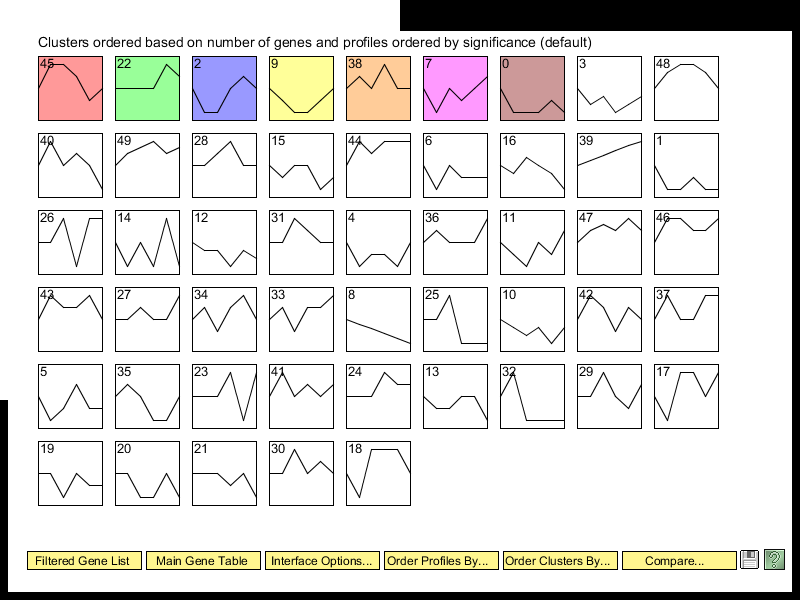 Clusters ordered based on number of genes and profiles ordered by significance (default)
45 22 2 9 38 7 0 3 48
40 49 28 15 44 6 16 39 1
26 14 12 31 4 36 11 47 46
43 27 34 33 8 25 10 42 37
5 35 23 41 24 13 32 29 17
19 20 21 30 18
Filtered Gene List Main Gene Table Interface Options... Order Profiles By... Order Clusters By... Compare... ?